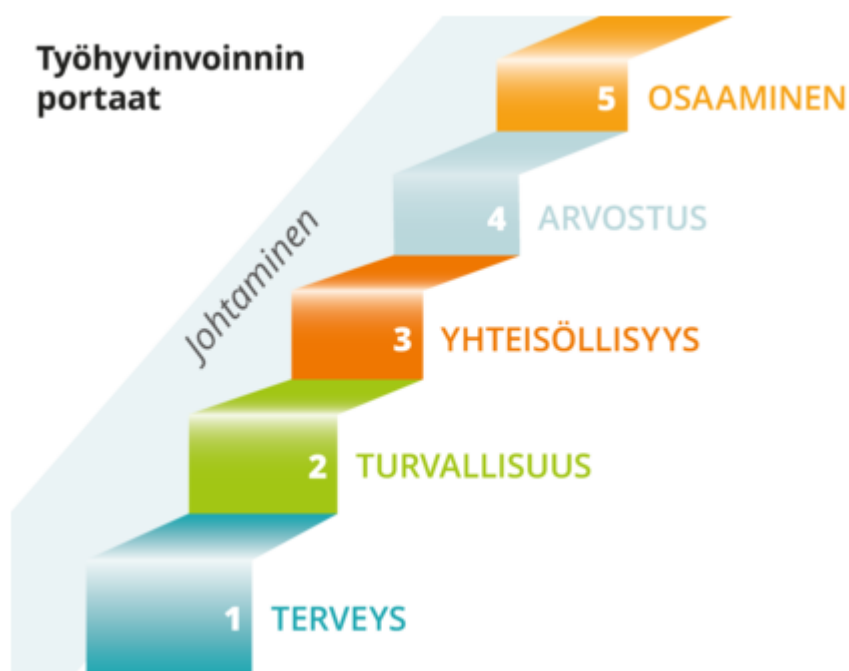 Työhyvinvoinnin
portaat
5 OSAAMINEN
4 ARVOSTUS
Johtaminen
3 YHTEISÖLLISYYS
2 TURVALLISUUS
1 TERVEYS